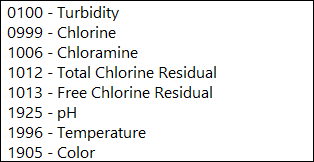 0100 - Turbidity
0999 - Chlorine
1006 - Chloramine
1012 - Total Chlorine Residual
1013 - Free Chlorine Residual
1925 - pH
1996 - Temperature
1905 - Color